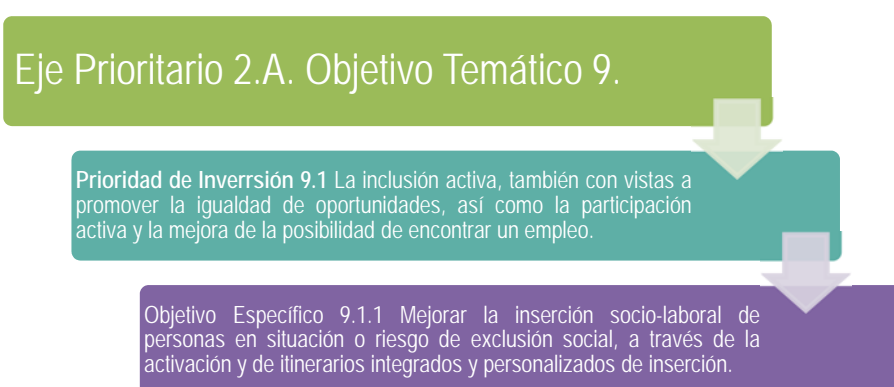 Eje Prioritario 2.A. Objetivo Temático 9.
Prioridad de Inverrsión 9.1 La inclusión activa, también con vistas a
promover la igualdad de oportunidades, así como la participación
activa y la mejora de la posibilidad de encontrar un empleo.
Objetivo Específico 9.1.1 Mejorar la inserción socio-laboral de
personas en situación o riesgo de exclusión social, a través de la
activación y de itinerarios integrados y personalizados de inserción.